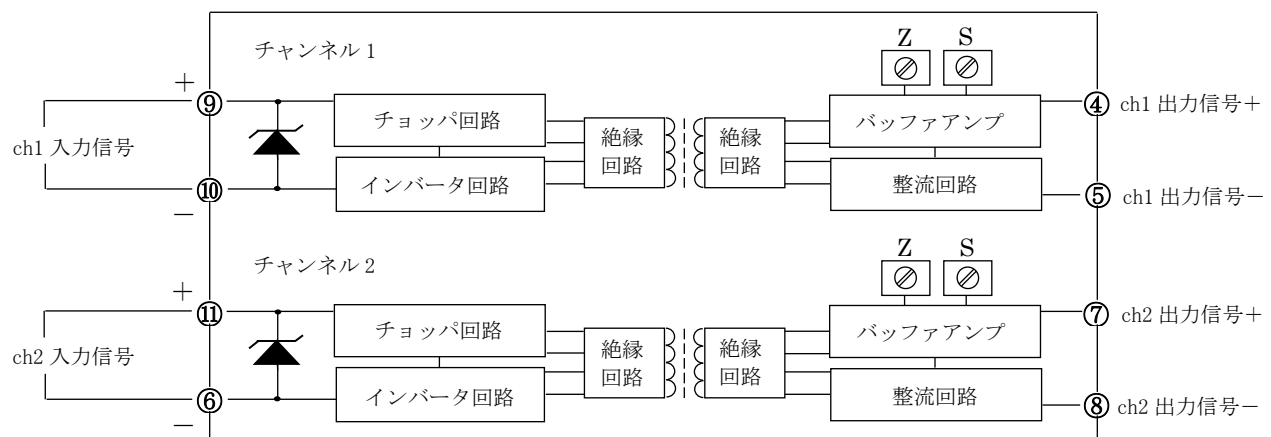 チャンネル 1
Z S
＋
⑨ チョッパ回路 バッファアンプ ④ ch1 出力信号＋
ch1 入力信号 絶縁 絶縁
回路 回路
⑩ インバータ回路 整流回路 ⑤ ch1 出力信号－
－
チャンネル 2
Z S
＋
⑪ チョッパ回路 バッファアンプ ⑦ ch2 出力信号＋
ch2 入力信号 絶縁 絶縁
回路 回路
⑥ インバータ回路 整流回路 ⑧ ch2 出力信号－
－